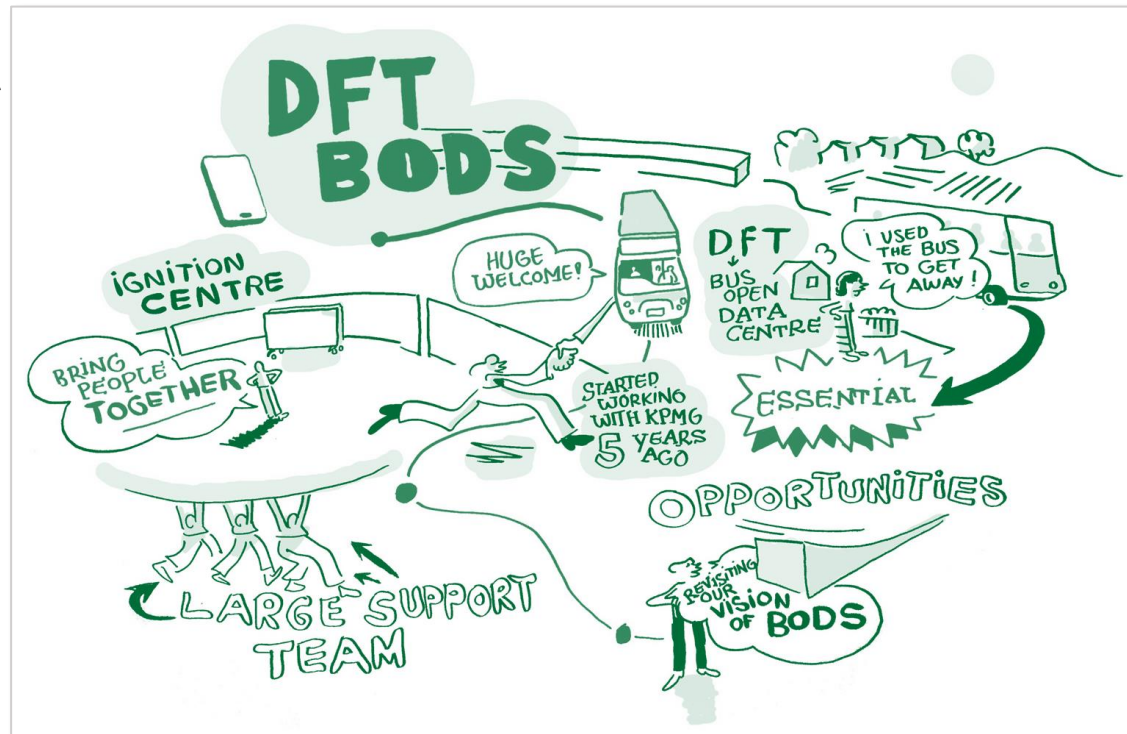 DFT
BODS
iGNiTiON
CENTRE
BRING
PEOPLE
TOGETHER
HUGE
WELCOME!
STARTED
WORKING
WITH KPMG
5 YEARS
AGO
DFT
BUS
OPEN
DATA
CENTRE
i USED
THE BUS
TO GET
AWAY!
ESSENTiAL
LARGE SUPPORT
TEAM
OPPORTUNiTiES
REVISITING
OUR
VISION
OF BODS